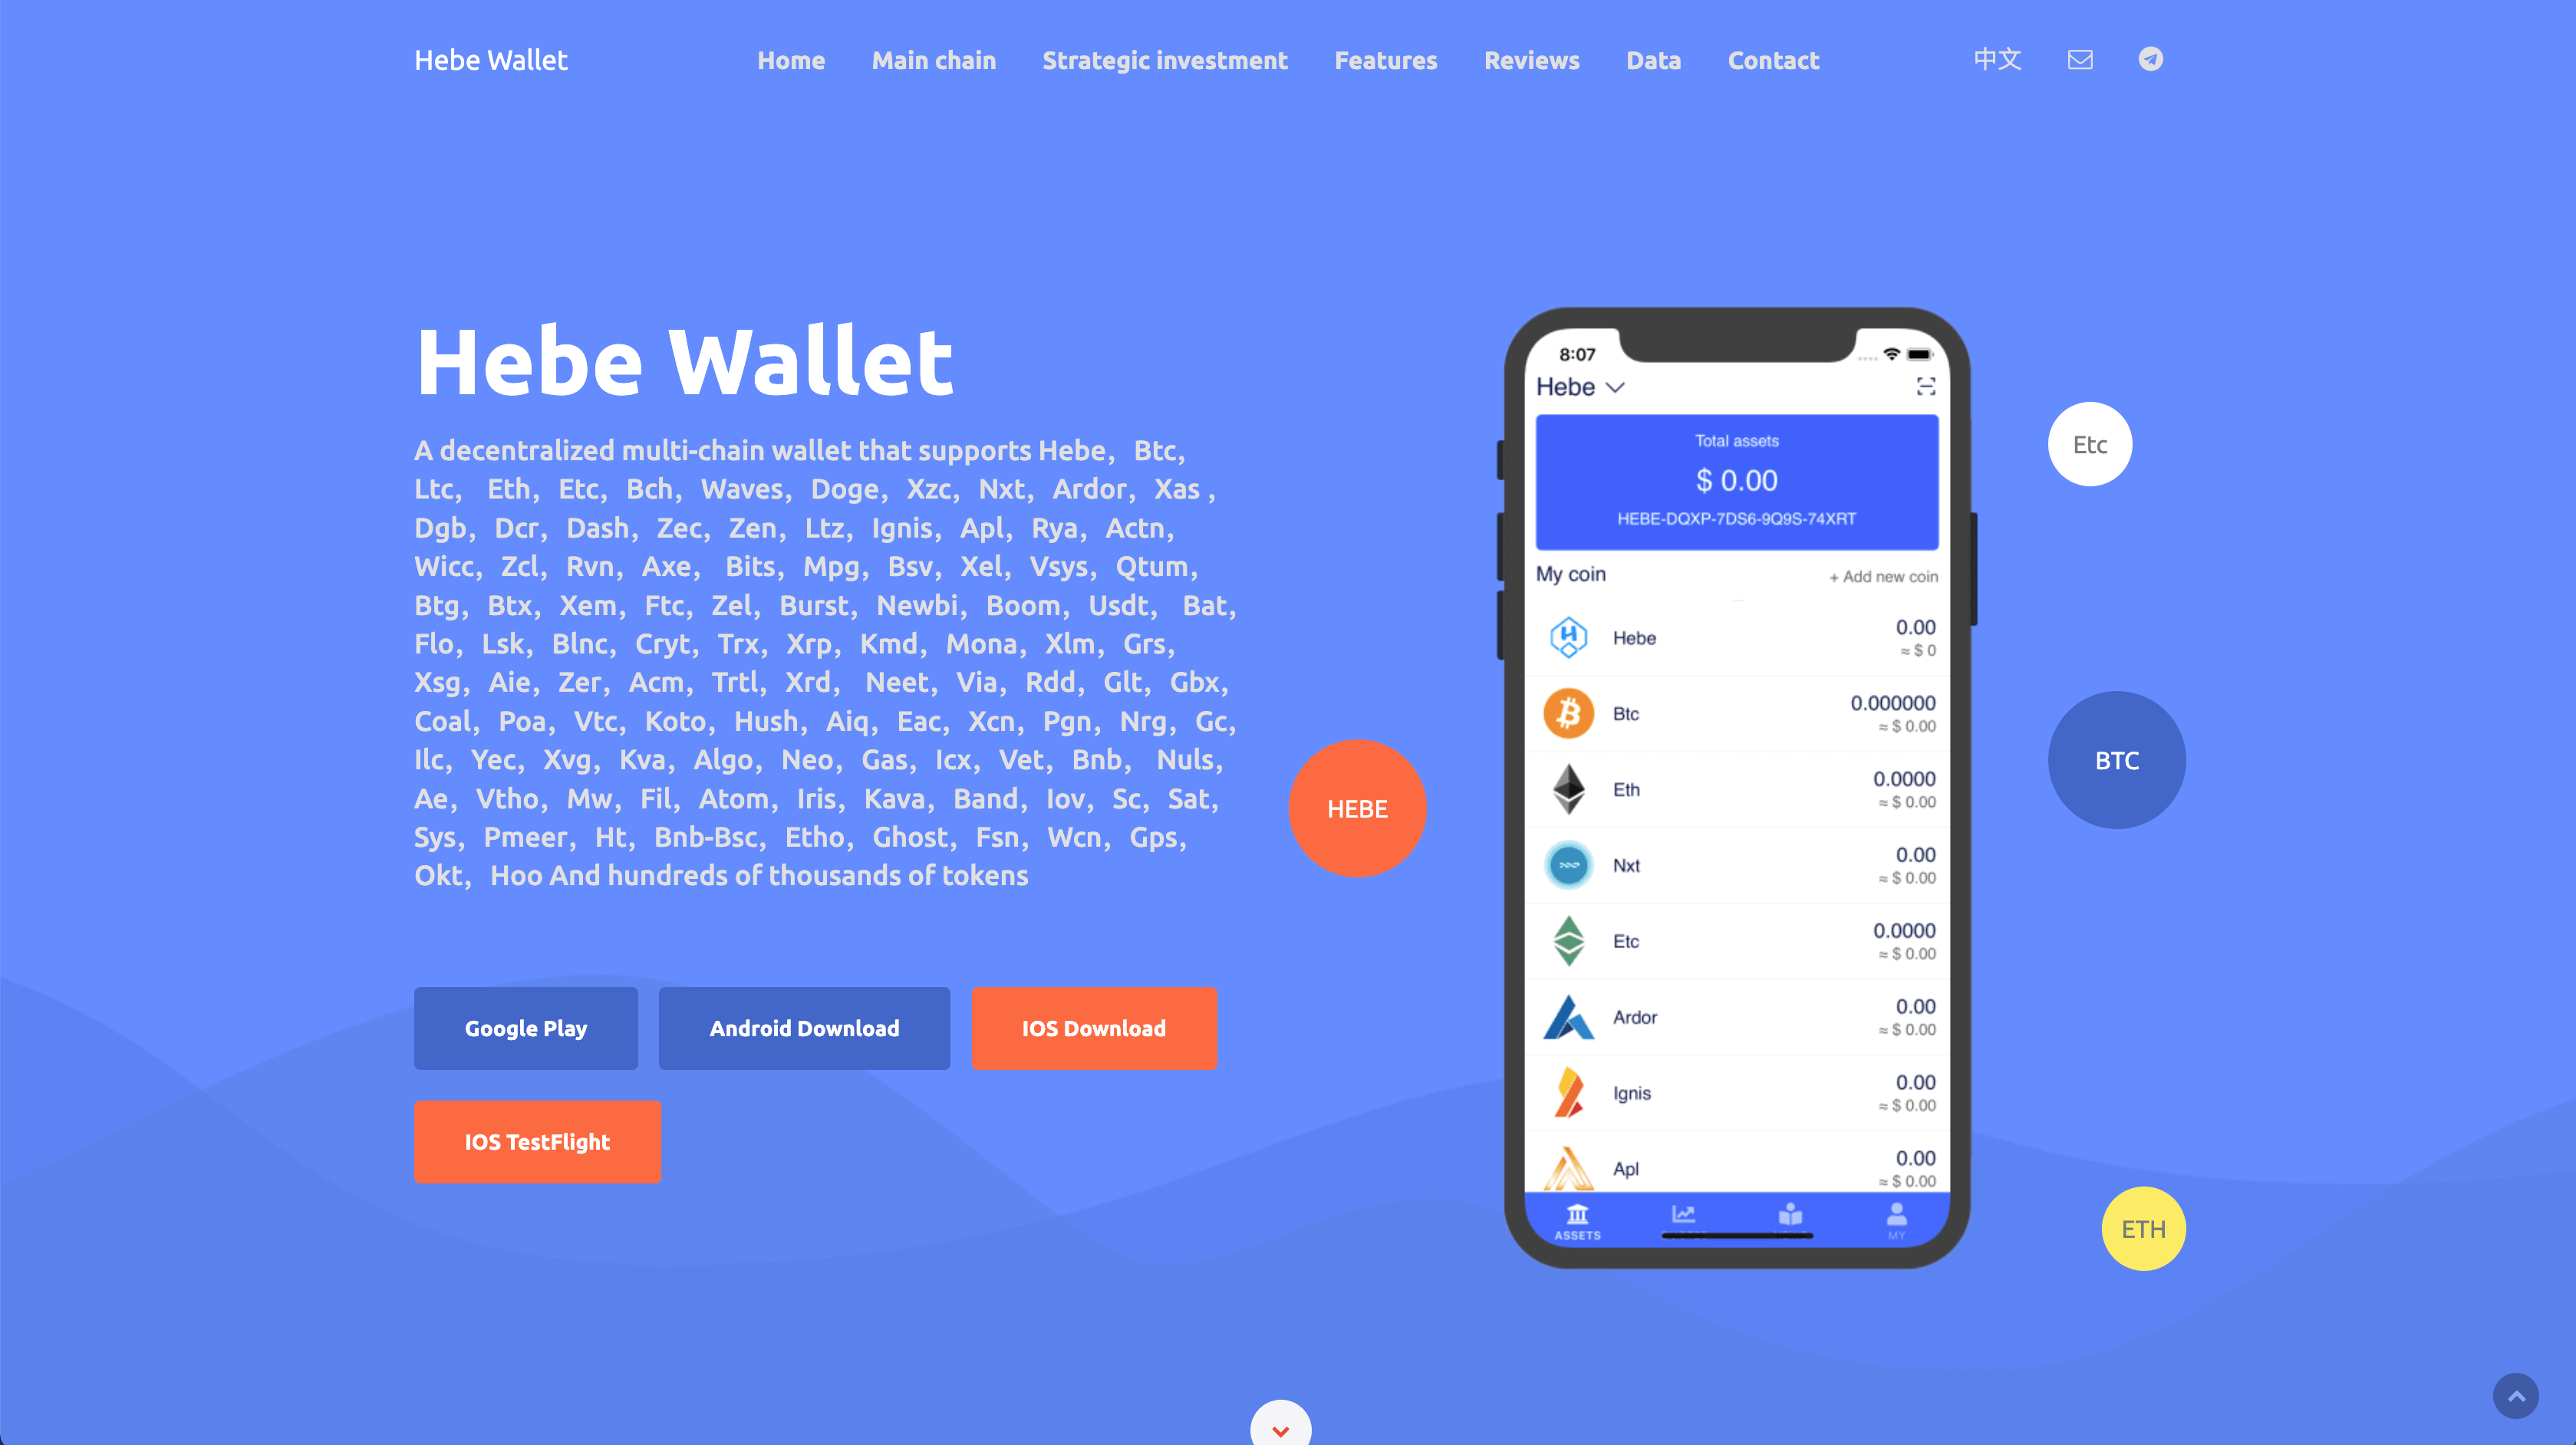 Hebe Wallet
Home
Main chain
Strategic investment
Features
Reviews
Data
Contact
中文
Hebe Wallet
A decentralized multi-chain wallet that supports Hebe，Btc，
Ltc， Eth，Etc，Bch，Waves，Doge，Xzc，Nxt，Ardor，Xas ,
Dgb，Dcr，Dash，Zec，Zen，Ltz，Ignis，Apl，Rya，Actn，
Wicc，Zcl，Rvn，Axe， Bits，Mpg，Bsv，Xel，Vsys，Qtum，
Btg，Btx，Xem，Ftc，Zel，Burst，Newbi，Boom，Usdt， Bat，
Flo，Lsk，Blnc，Cryt，Trx，Xrp，Kmd，Mona，Xlm，Grs，
Xsg，Aie，Zer，Acm，Trtl，Xrd， Neet，Via，Rdd，Glt，Gbx，
Coal，Poa，Vtc，Koto，Hush，Aiq，Eac，Xcn，Pgn，Nrg，Gc，
Ilc，Yec，Xvg，Kva，Algo，Neo，Gas，Icx，Vet，Bnb， Nuls，
Ae，Vtho，Mw，Fil，Atom，Iris，Kava，Band，Iov，Sc，Sat，
Sys，Pmeer，Ht，Bnb-Bsc，Etho，Ghost，Fsn，Wcn，Gps，
Okt，Hoo And hundreds of thousands of tokens
Google Play
Android Download
IOS Download
IOS TestFlight
HEBE
8:07
Hebe
Total assets
$ 0.00
HEBE-DQXP-7DS6-9Q9S-74XRT
My coin
+ Add new coin
Hebe
0.00
≈ $ 0
Btc
0.000000
≈ $ 0.00
Eth
0.0000
≈ $ 0.00
Nxt
0.00
≈ $ 0.00
Etc
0.0000
≈ $ 0.00
Ardor
0.00
≈ $ 0.00
Ignis
0.00
≈ $ 0.00
Apl
0.00
≈ $ 0.00
ASSETS
MY
Etc
BTC
ETH